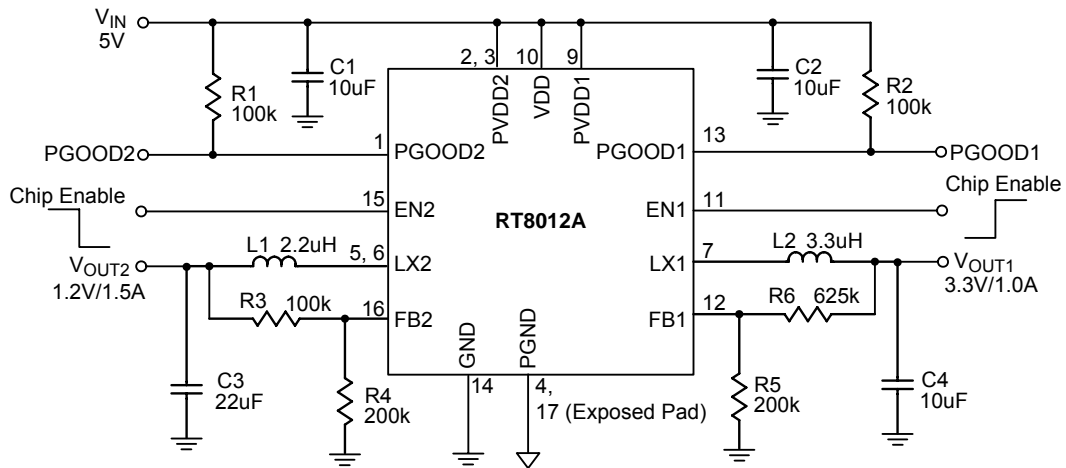 V_IN
5V
R1
100k
C1
10uF
2, 3
10
9
C2
10uF
R2
100k
PVDD2
VDD
PVDD1
PGOOD2
1
PGOOD2
PGOOD1
13
PGOOD1
Chip Enable
15
EN2
RT8012A
EN1
11
Chip Enable
V_OUT2
1.2V/1.5A
L1 2.2uH
5, 6
LX2
LX1
7
L2 3.3uH
V_OUT1
3.3V/1.0A
R3 100k
16
FB2
FB1
12
R6 625k
C3
22uF
R4
200k
GND
14
PGND
4,
17 (Exposed Pad)
R5
200k
C4
10uF